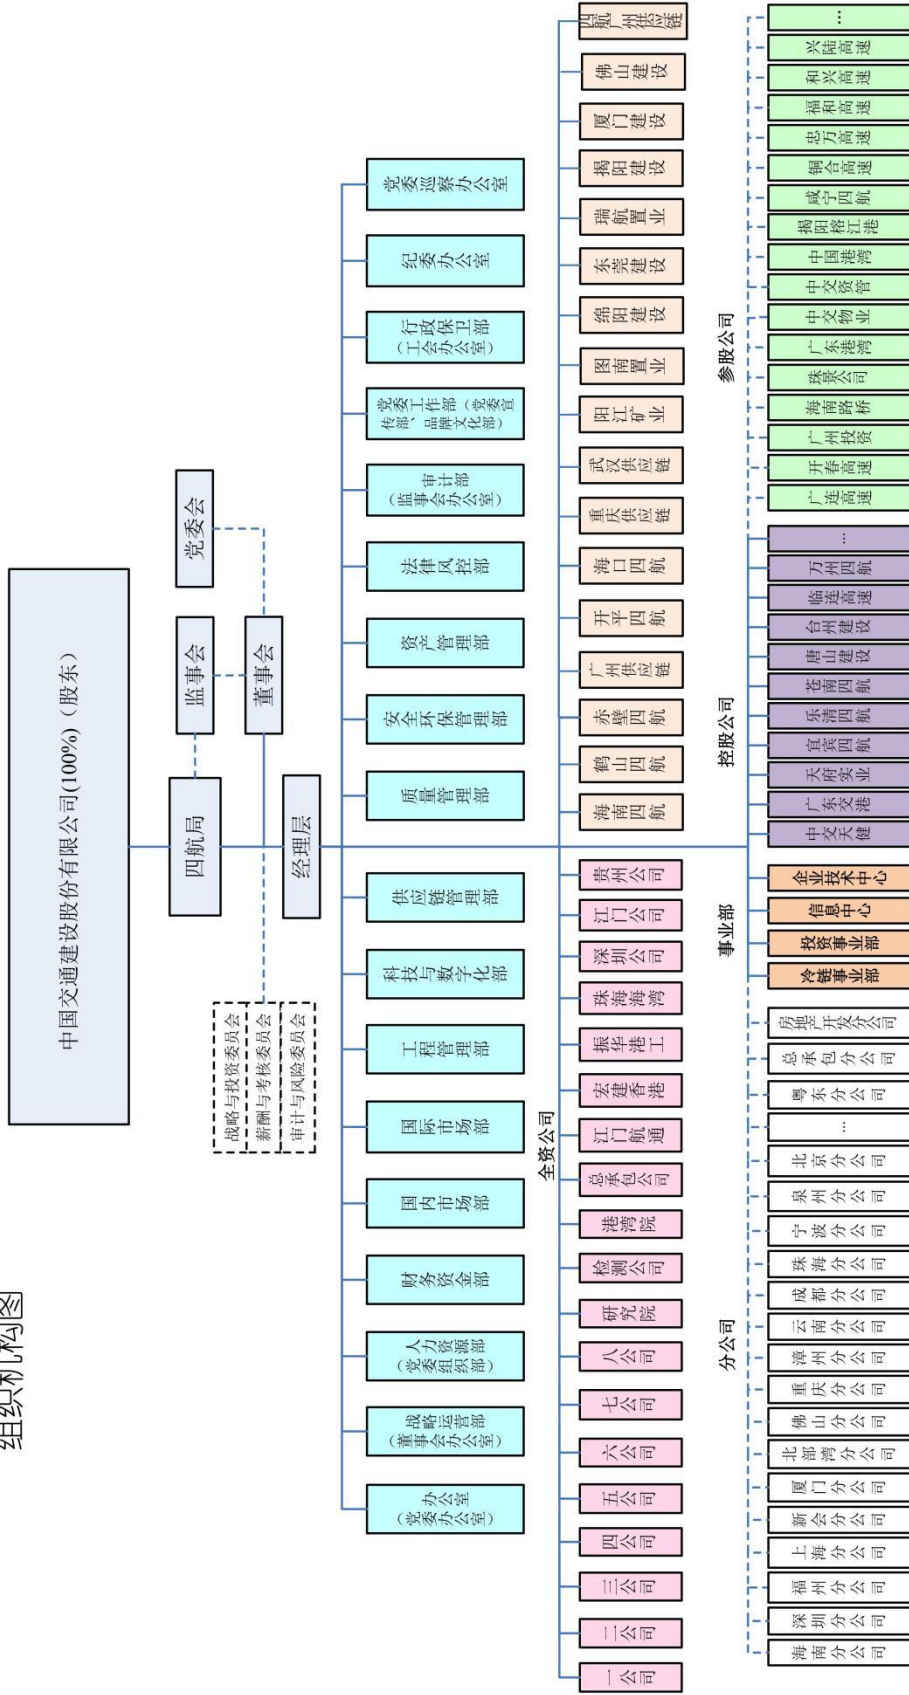 组织机构图
中国交通建设股份有限公司(100%)（股东）
四航局
监事会
党委会
董事会
战略与投资委员会
薪酬与考核委员会
审计与风险委员会
经理层
办公室
（党委办公室）
战略运营部
（董事会办公室）
人力资源部
（党委组织部）
财务资金部
国内市场部
国际市场部
工程管理部
科技与数字化部
供应链管理部
质量管理部
安全环保管理部
资产管理部
法律风控部
审计部
（监事会办公室）
党委工作部（党委宣
传部、品牌文化部）
行政保卫部
（工会办公室）
纪委办公室
党委巡察办公室
全资公司
一公司
二公司
三公司
四公司
五公司
六公司
七公司
八公司
研究院
检测公司
港湾院
总承包公司
江门航通
宏建香港
振华港工
珠海海湾
深圳公司
江门公司
贵州公司
海南四航
鹤山四航
赤壁四航
广州供应链
开平四航
海口四航
重庆供应链
武汉供应链
阳江矿业
图南置业
绵阳建设
东莞建设
瑞航置业
揭阳建设
厦门建设
佛山建设
四航广州供应链
分公司
事业部
控股公司
参股公司
海南分公司
深圳分公司
福州分公司
上海分公司
新会分公司
厦门分公司
北部湾分公司
佛山分公司
重庆分公司
漳州分公司
云南分公司
成都分公司
珠海分公司
宁波分公司
泉州分公司
北京分公司
...
粤东分公司
总承包分公司
房地产开发分公司
冷链事业部
投资事业部
信息中心
企业技术中心
中交天健
广东交港
天府实业
宜宾四航
乐清四航
苍南四航
唐山建设
台州建设
临连高速
万州四航
...
广连高速
开春高速
广州投资
海南路桥
珠景公司
广东港湾
中交物业
中交资管
中国港湾
揭阳榕江港
咸宁四航
铜合高速
忠万高速
福和高速
和兴高速
兴陆高速
...